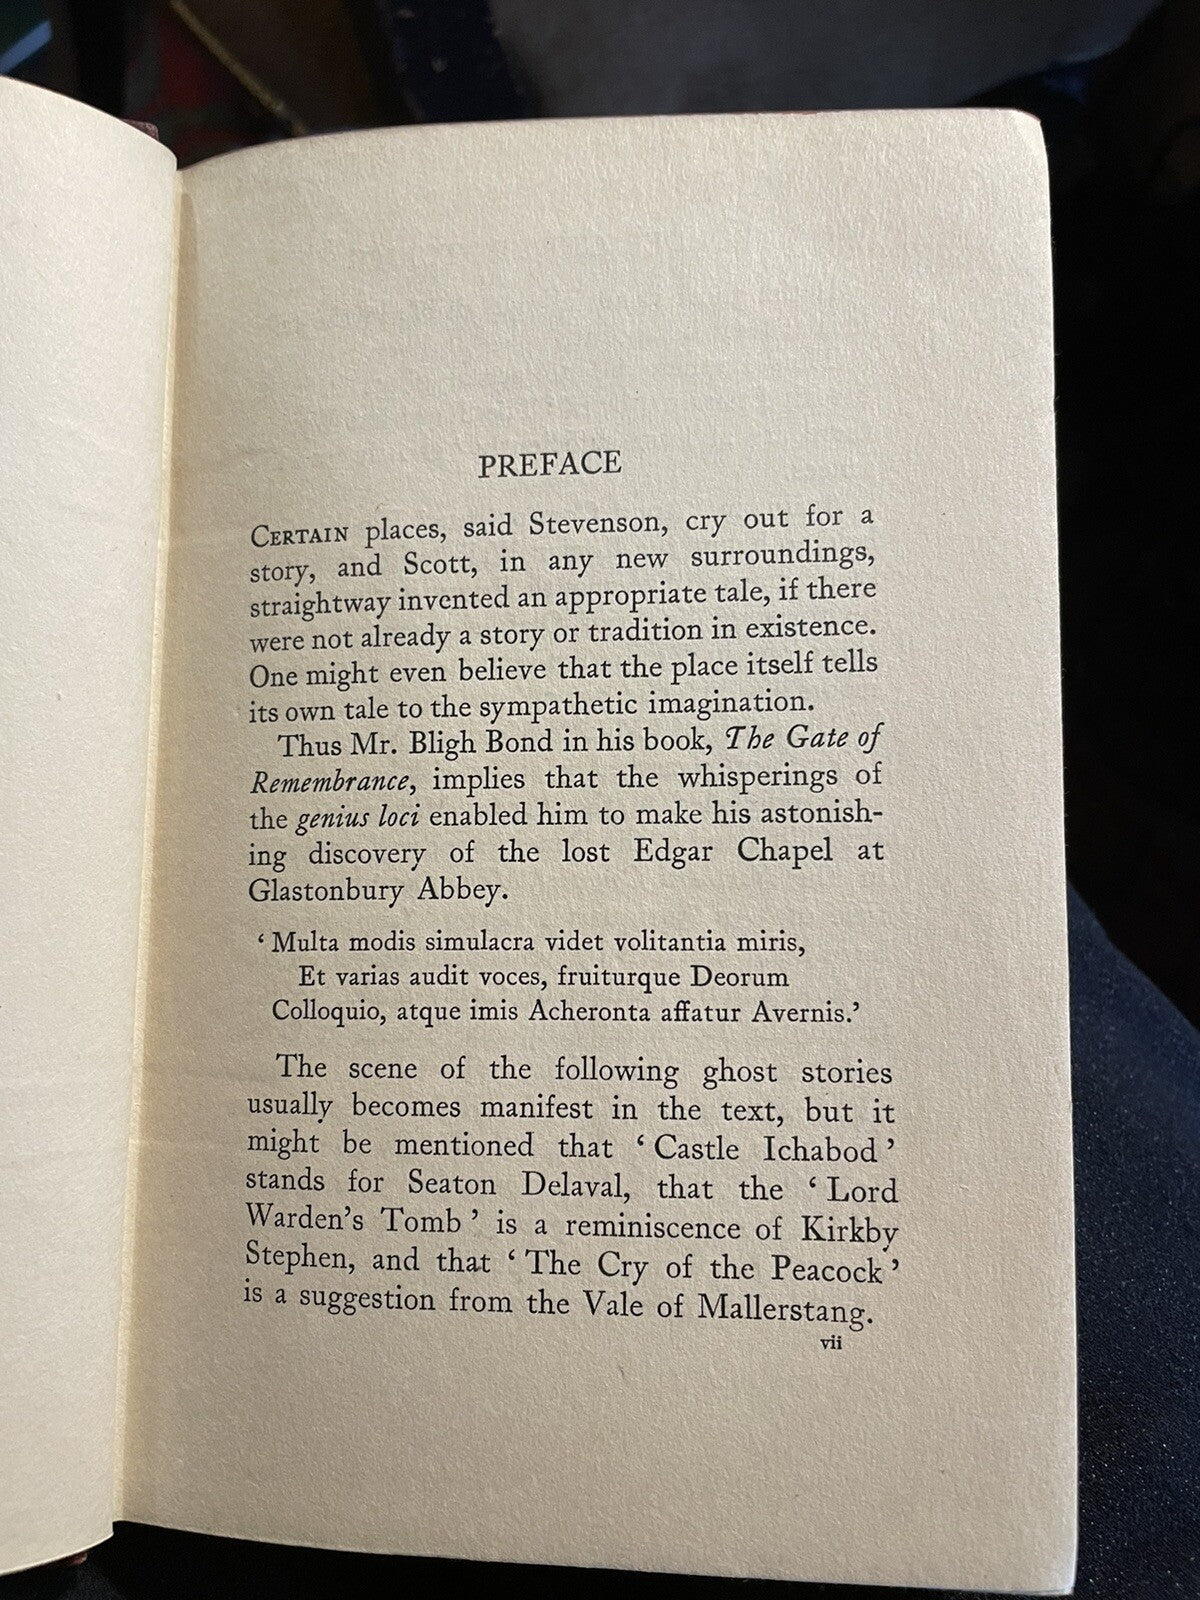 PREFACE
CERTAIN places, said Stevenson, cry out for a
story, and Scott, in any new surroundings,
straightway invented an appropriate tale, if there
were not already a story or tradition in existence.
One might even believe that the place itself tells
its own tale to the sympathetic imagination.
Thus Mr. Bligh Bond in his book, The Gate of
Remembrance, implies that the whisperings of
the genius loci enabled him to make his astonish-
ing discovery of the lost Edgar Chapel at
Glastonbury Abbey.
‘ Multa modis simulacra videt volitantia miris,
Et varias audit voces, fruiturque Deorum
Colloquio, atque imis Acheronta affatur Avernis.’
The scene of the following ghost stories
usually becomes manifest in the text, but it
might be mentioned that ‘ Castle Ichabod ’
stands for Seaton Delaval, that the ‘ Lord
Warden’s Tomb ’ is a reminiscence of Kirkby
Stephen, and that ‘ The Cry of the Peacock ’
is a suggestion from the Vale of Mallerstang.
vii